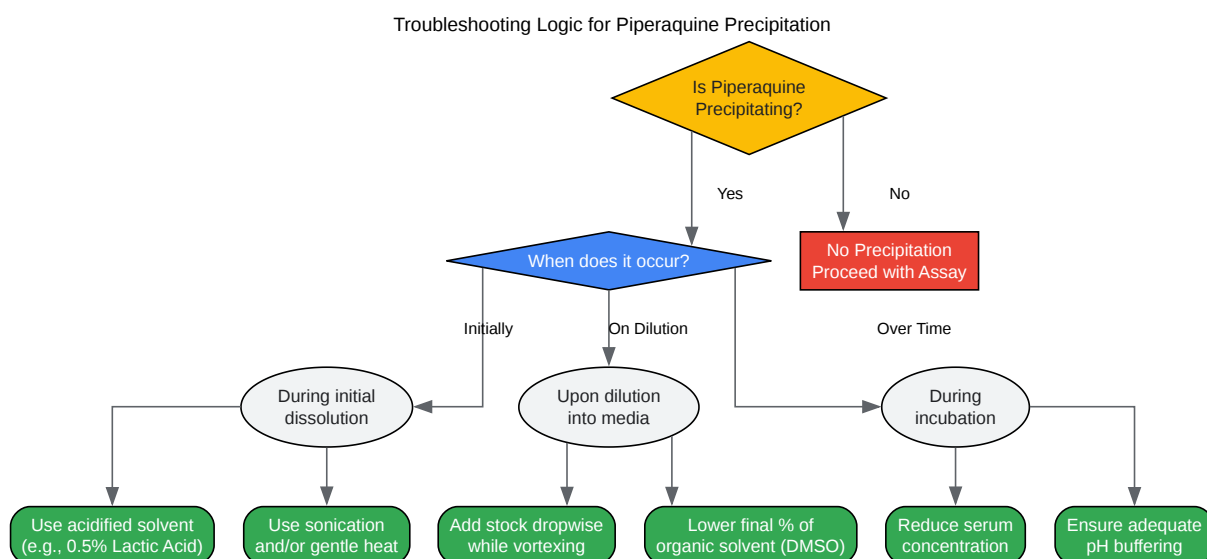 Troubleshooting Logic for Piperaquine Precipitation
Is Piperaquine
Precipitating?
Yes
No
When does it occur?
No Precipitation
Proceed with Assay
Initially
On Dilution
Over Time
During initial
dissolution
Upon dilution
into media
During
incubation
Use acidified solvent
(e.g., 0.5% Lactic Acid)
Use sonication
and/or gentle heat
Add stock dropwise
while vortexing
Lower final % of
organic solvent (DMSO)
Reduce serum
concentration
Ensure adequate
pH buffering